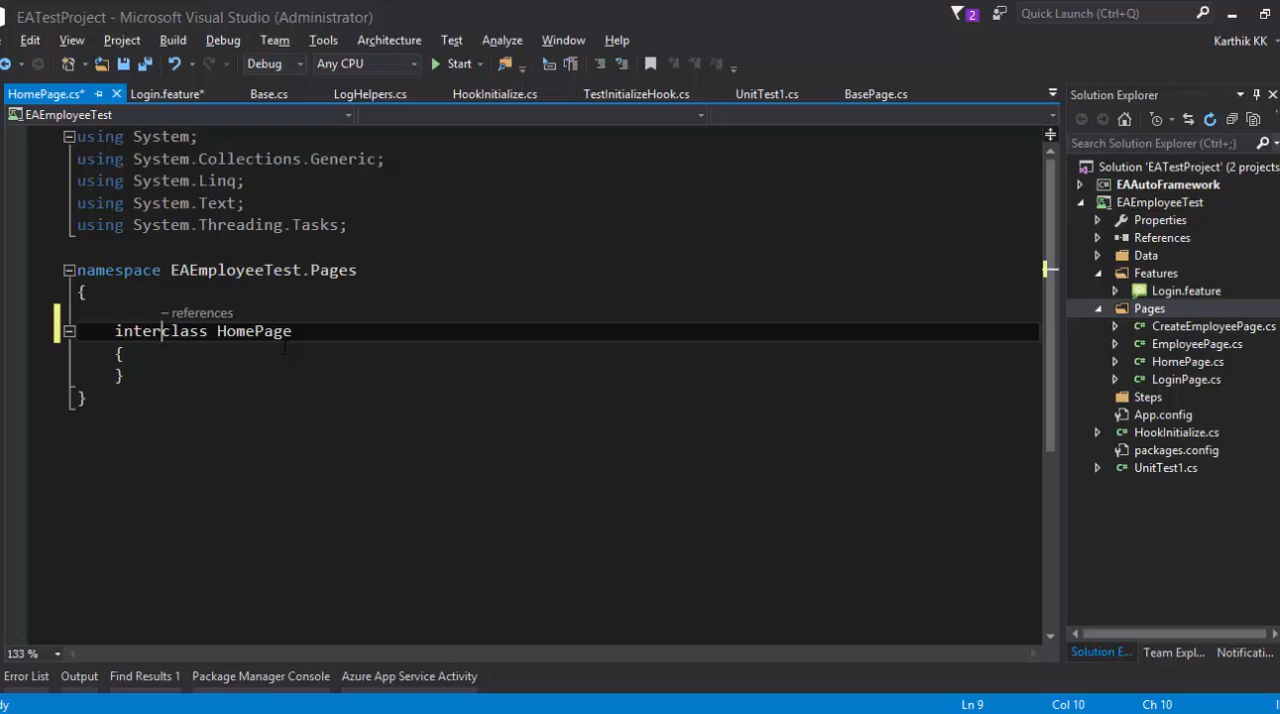 EATestProject - Microsoft Visual Studio (Administrator)
2
Quick Launch (Ctrl+Q)
Edit View Project Build Debug Team Tools Architecture Test Analyze Window Help
Karthik KK
Debug Any CPU Start
HomePage.cs* Login.feature* Base.cs LogHelpers.cs HookInitialize.cs TestInitializeHook.cs UnitTest1.cs BasePage.cs
EAEmployeeTest
using System;
using System.Collections.Generic;
using System.Linq;
using System.Text;
using System.Threading.Tasks;
namespace EAEmployeeTest.Pages
{
– references
interclass HomePage
{
}
}
133 %
Solution Explorer
Search Solution Explorer (Ctrl+;)
Solution 'EATestProject' (2 projects
EAAutoFramework
EAEmployeeTest
Properties
References
Data
Features
Login.feature
Pages
CreateEmployeePage.cs
EmployeePage.cs
HomePage.cs
LoginPage.cs
Steps
App.config
HookInitialize.cs
packages.config
UnitTest1.cs
Solution E... Team Expl... Notificati...
Error List Output Find Results 1 Package Manager Console Azure App Service Activity
dy Ln 9 Col 10 Ch 10